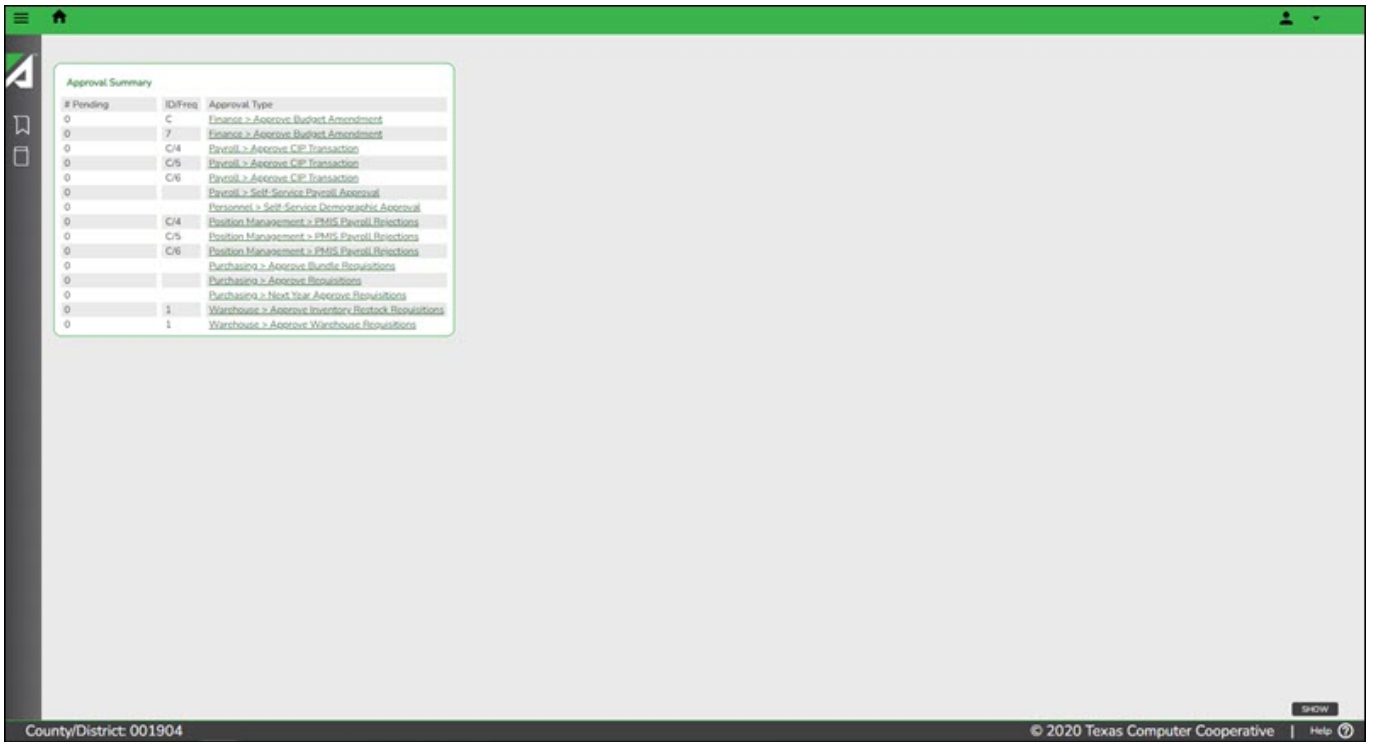 Approval Summary
# Pending ID/Freq Approval Type
0 C Finance > Approve Budget Amendment
0 7 Finance > Approve Budget Amendment
0 C/4 Payroll > Approve CIP Transaction
0 C/5 Payroll > Approve CIP Transaction
0 C/6 Payroll > Approve CIP Transaction
0 Payroll > Self-Service Payroll Approval
0 Personnel > Self-Service Demographic Approval
0 C/4 Position Management > PMIS Payroll Rejections
0 C/5 Position Management > PMIS Payroll Rejections
0 C/6 Position Management > PMIS Payroll Rejections
0 Purchasing > Approve Bundle Requisitions
0 Purchasing > Approve Requisitions
0 Purchasing > Next Year Approve Requisitions
0 1 Warehouse > Approve Inventory Restock Requisitions
0 1 Warehouse > Approve Warehouse Requisitions
SHOW
County/District: 001904 © 2020 Texas Computer Cooperative | Help ?